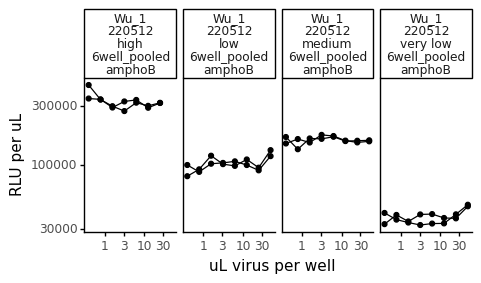 Wu_1
220512
high
6well_pooled
amphoB
Wu_1
220512
low
6well_pooled
amphoB
Wu_1
220512
medium
6well_pooled
amphoB
Wu_1
220512
very low
6well_pooled
amphoB
RLU per uL
300000
100000
30000
1 3 10 30
1 3 10 30
1 3 10 30
1 3 10 30
uL virus per well